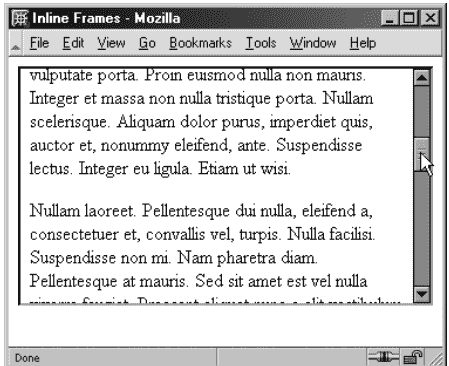 Inline Frames - Mozilla
File Edit View Go Bookmarks Tools Window Help
vulputate porta. Proin euismod nulla non mauris.
Integer et massa non nulla tristique porta. Nullam
scelerisque. Aliquam dolor purus, imperdiet quis,
auctor et, nonummy eleifend, ante. Suspendisse
lectus. Integer eu ligula. Etiam ut wisi.
Nullam laoreet. Pellentesque dui nulla, eleifend a,
consectetuer et, convallis vel, turpis. Nulla facilisi.
Suspendisse non mi. Nam pharetra diam.
Pellentesque at mauris. Sed sit amet est vel nulla
Done